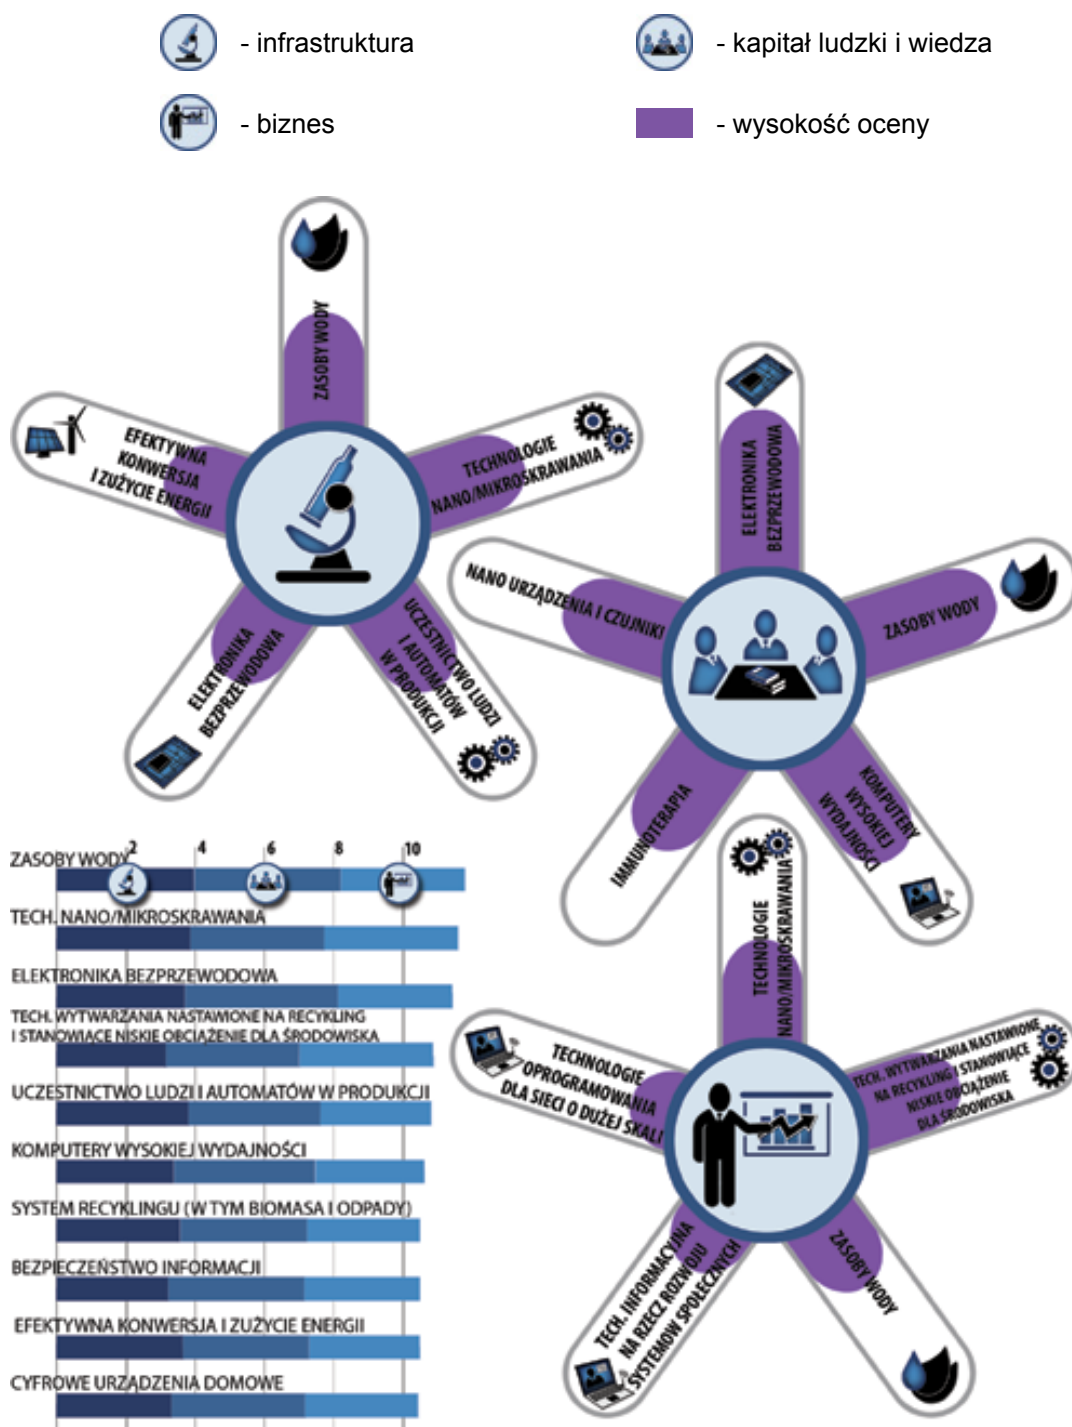 - infrastruktura
- kapitał ludzki i wiedza
- biznes
- wysokość oceny
ZASOBY WODY
EFEKTYWNA
KONWERSJA
I ZUŻYCIE ENERGII
TECHNOLOGIE
NANO/MIKROSKRAWANIA
ELEKTRONIKA
BEZPRZEWODOWA
UCZESTNICTWO LUDZI
I AUTOMATÓW
W PRODUKCJI
ELEKTRONIKA
BEZPRZEWODOWA
NANO URZĄDZENIA I CZUJNIKI
ZASOBY WODY
IMMUNOTERAPIA
KOMPUTERY
WYSOKIEJ
WYDAJNOŚCI
TECHNOLOGIE
NANO/MIKROSKRAWANIA
TECHNOLOGIE
OPROGRAMOWANIA
DLA SIECI O DUŻEJ SKALI
TECH. WYTWARZANIA NASTAWIONE
NA RECYKLING I STANOWIĄCE
NISKIE OBCIĄŻENIE
DLA ŚRODOWISKA
TECH. INFORMACYJNA
NA RZECZ ROZWOJU
SYSTEMÓW SPOŁECZNYCH
ZASOBY WODY
2 4 6 8 10
ZASOBY WODY
TECH. NANO/MIKROSKRAWANIA
ELEKTRONIKA BEZPRZEWODOWA
TECH. WYTWARZANIA NASTAWIONE NA RECYKLING
I STANOWIĄCE NISKIE OBCIĄŻENIE DLA ŚRODOWISKA
UCZESTNICTWO LUDZI I AUTOMATÓW W PRODUKCJI
KOMPUTERY WYSOKIEJ WYDAJNOŚCI
SYSTEM RECYKLINGU (W TYM BIOMASA I ODPADY)
BEZPIECZEŃSTWO INFORMACJI
EFEKTYWNA KONWERSJA I ZUŻYCIE ENERGII
CYFROWE URZĄDZENIA DOMOWE